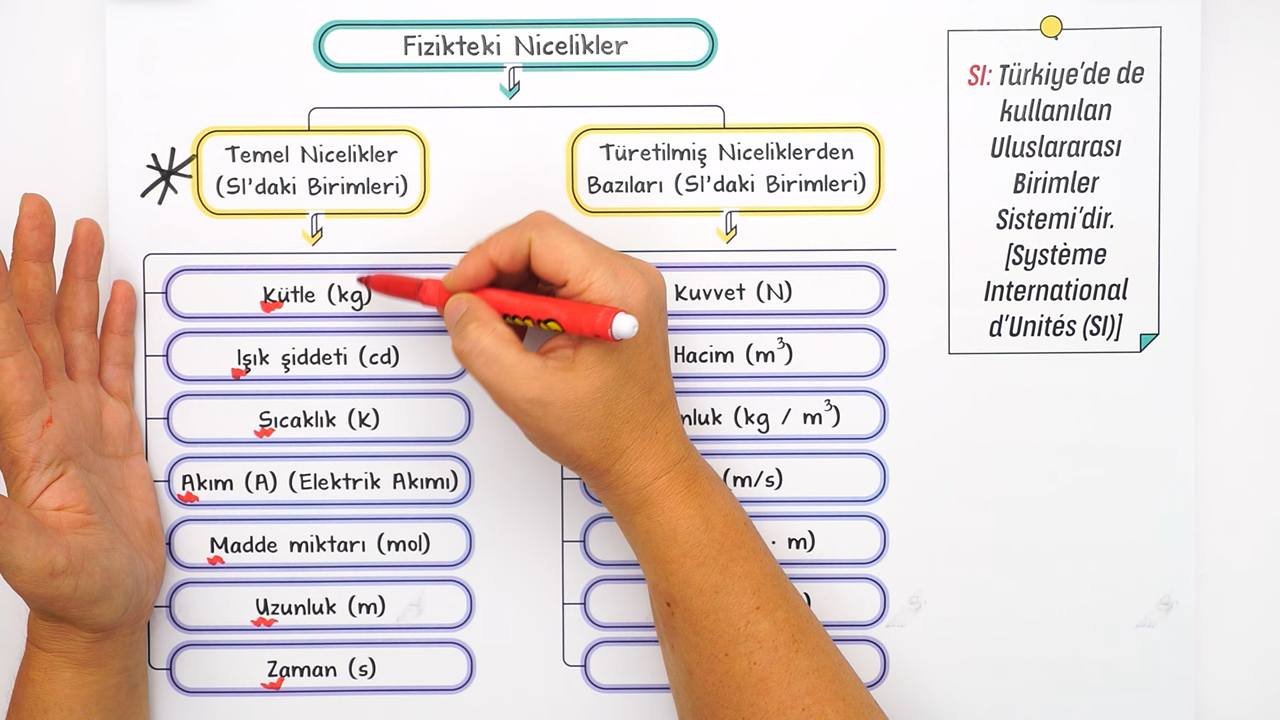 Fizikteki Nicelikler
Temel Nicelikler
(SI'daki Birimleri)
Kütle (kg)
Işık şiddeti (cd)
Sıcaklık (K)
Akım (A) (Elektrik Akımı)
Madde miktarı (mol)
Uzunluk (m)
Zaman (s)
Türetilmiş Niceliklerden
Bazıları (SI'daki Birimleri)
Kuvvet (N)
Hacim (m³)
(kg / m³)
(m/s)
· m)
SI: Türkiye'de de
kullanılan
Uluslararası
Birimler
Sistemi'dir.
[Système
International
d'Unités (SI)]